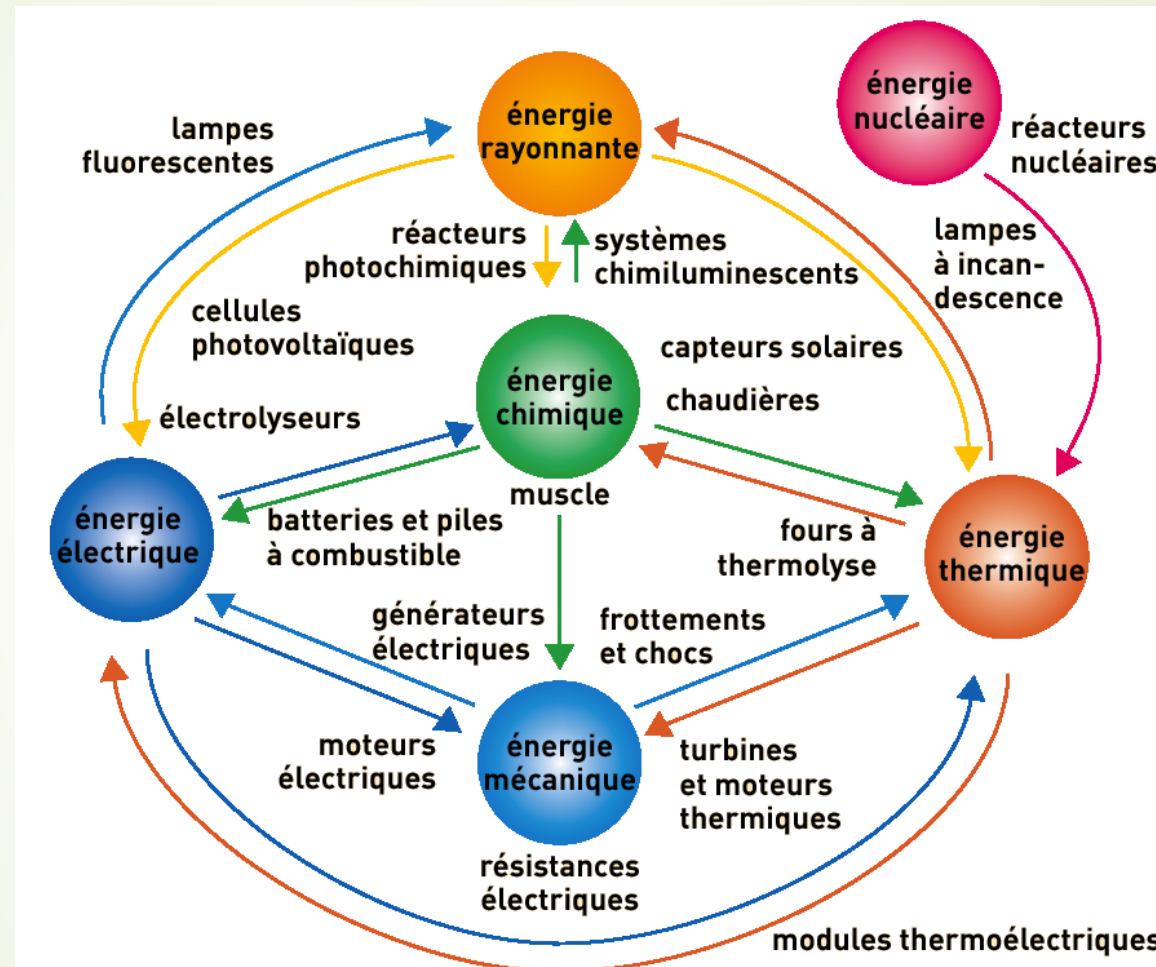 énergie
nucléaire
énergie
rayonnante
lampes
fluorescentes
réacteurs
nucléaires
réacteurs
photochimiques
systèmes
chimiluminescents
lampes
à incan-
descence
cellules
photovoltaïques
capteurs solaires
énergie
chimique
chaudières
électrolyseurs
muscle
énergie
électrique
batteries et piles
à combustible
fours à
thermolyse
énergie
thermique
générateurs
électriques
frottements
et chocs
moteurs
électriques
énergie
mécanique
turbines
et moteurs
thermiques
résistances
électriques
modules thermoélectriques